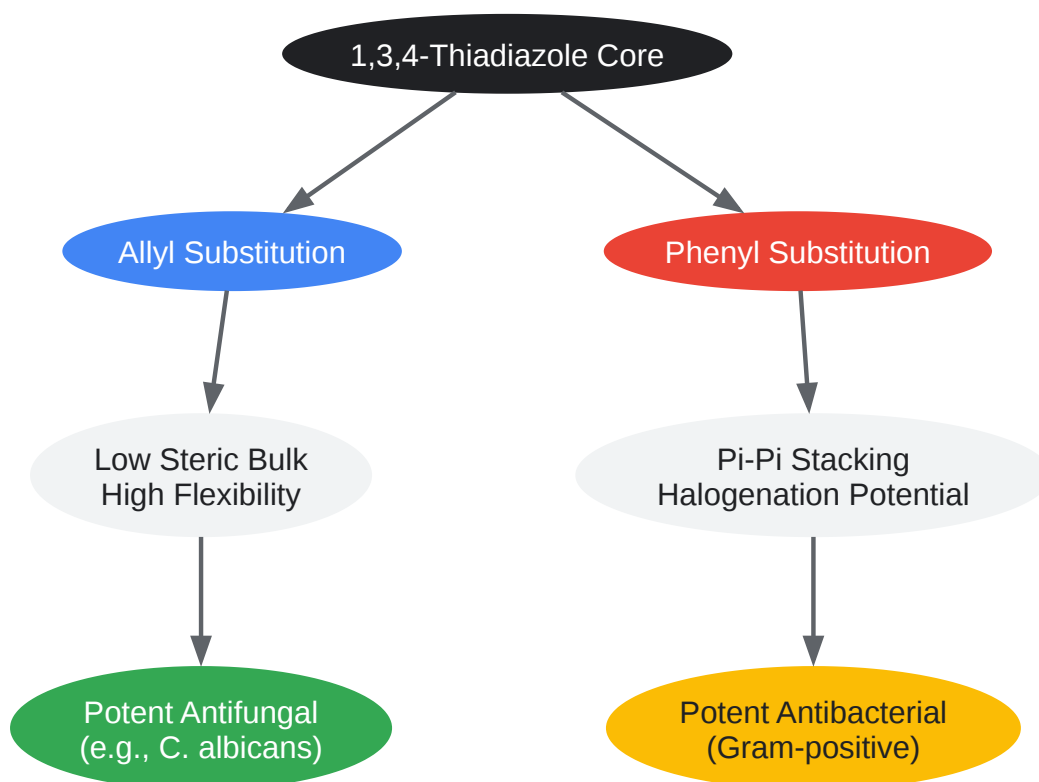 1,3,4-Thiadiazole Core
Allyl Substitution
Phenyl Substitution
Low Steric Bulk
High Flexibility
Pi-Pi Stacking
Halogenation Potential
Potent Antifungal
(e.g., C. albicans)
Potent Antibacterial
(Gram-positive)